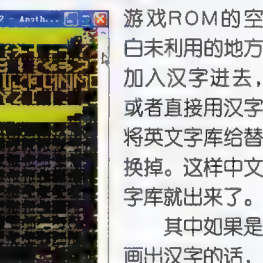 2 - Anoth...
游戏ROM的空
白未利用的地方
加入汉字进去，
或者直接用汉字
将英文字库给替
换掉。这样中文
字库就出来了。
其中如果是
画出汉字的话，